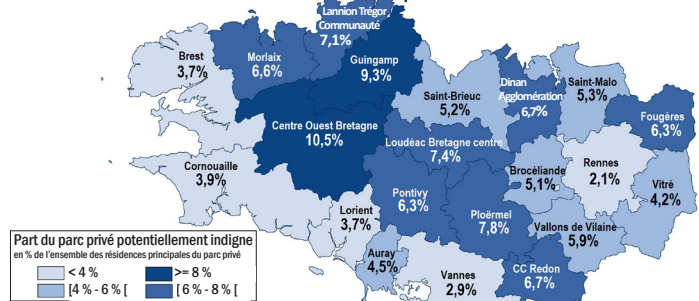 Lannion Trégor
Communauté
7,1%
Brest
3,7%
Morlaix
6,6%
Guingamp
9,3%
Saint-Brieuc
5,2%
Dinan
Agglomération
6,7%
Saint-Malo
5,3%
Fougères
6,3%
Centre Ouest Bretagne
10,5%
Loudéac Bretagne centre
7,4%
Cornouaille
3,9%
Brocéliande
5,1%
Rennes
2,1%
Vitré
4,2%
Pontivy
6,3%
Lorient
3,7%
Ploërmel
7,8%
Vallons de Vilaine
5,9%
Auray
4,5%
Vannes
2,9%
CC Redon
6,7%
Part du parc privé potentiellement indigne
en % de l'ensemble des résidences principales du parc privé
< 4 %
>= 8 %
[4 % - 6 % [
[ 6 % - 8 % [